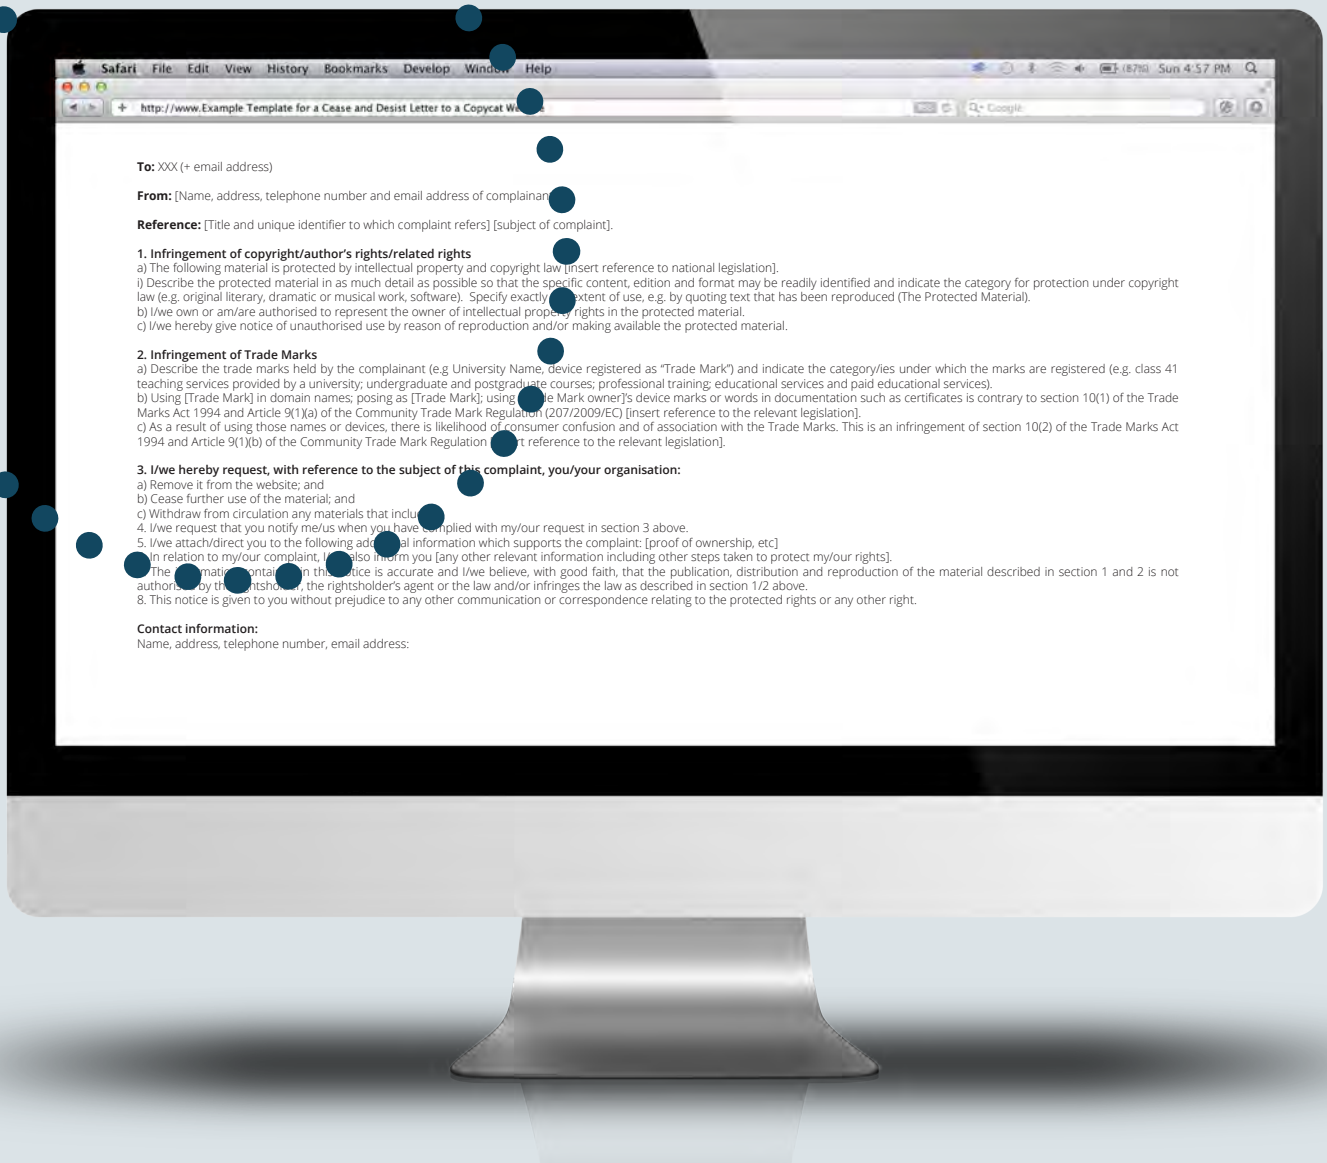 Safari File Edit View History Bookmarks Develop Window Help (87%) Sun 4:57 PM
http://www.Example Template for a Cease and Desist Letter to a Copycat
Google
To: XXX (+ email address)
From: [Name, address, telephone number and email address of complainan
Reference: [Title and unique identifier to which complaint refers] [subject of complaint].
1. Infringement of copyright/author's rights/related rights
a) The following material is protected by intellectual property and copyright law [insert reference to national legislation].
i) Describe the protected material in as much detail as possible so that the specific content, edition and format may be readily identified and indicate the category for protection under copyright
law (e.g. original literary, dramatic or musical work, software). Specify exactly extent of use, e.g. by quoting text that has been reproduced (The Protected Material).
b) I/we own or am/are authorised to represent the owner of intellectual property rights in the protected material.
c) I/we hereby give notice of unauthorised use by reason of reproduction and/or making available the protected material.
2. Infringement of Trade Marks
a) Describe the trade marks held by the complainant (e.g University Name, device registered as “Trade Mark”) and indicate the category/ies under which the marks are registered (e.g. class 41
teaching services provided by a university; undergraduate and postgraduate courses; professional training; educational services and paid educational services).
b) Using [Trade Mark] in domain names; posing as [Trade Mark]; using Mark owner]'s device marks or words in documentation such as certificates is contrary to section 10(1) of the Trade
Marks Act 1994 and Article 9(1)(a) of the Community Trade Mark Regulation (207/2009/EC) [insert reference to the relevant legislation].
c) As a result of using those names or devices, there is likelihood of consumer confusion and of association with the Trade Marks. This is an infringement of section 10(2) of the Trade Marks Act
1994 and Article 9(1)(b) of the Community Trade Mark Regulation reference to the relevant legislation].
3. I/we hereby request, with reference to the subject of this complaint, you/your organisation:
a) Remove it from the website; and
b) Cease further use of the material; and
c) Withdraw from circulation any materials that
4. I/we request that you notify me/us when you have complied with my/our request in section 3 above.
5. I/we attach/direct you to the following information which supports the complaint: [proof of ownership, etc]
In relation to my/our complaint, also inform you [any other relevant information including other steps taken to protect my/our rights].
The in this notice is accurate and I/we believe, with good faith, that the publication, distribution and reproduction of the material described in section 1 and 2 is not
by the the rightsholder's agent or the law and/or infringes the law as described in section 1/2 above.
8. This notice is given to you without prejudice to any other communication or correspondence relating to the protected rights or any other right.
Contact information:
Name, address, telephone number, email address: